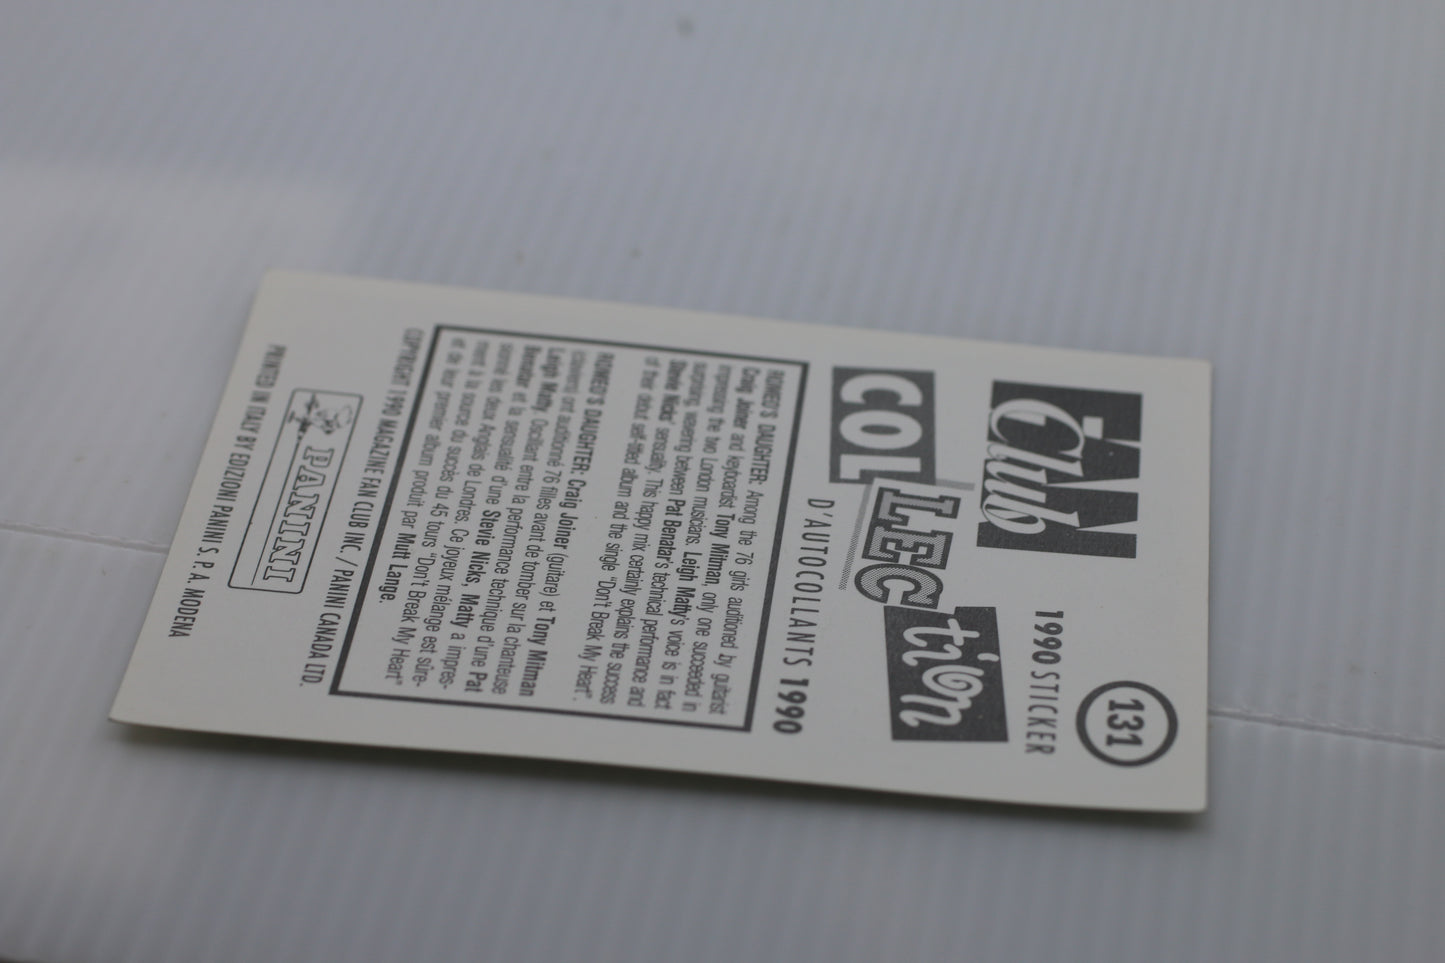 131
FAN
Club
1990 STICKER
COL
LEC
tion
D'AUTOCOLLANTS 1990
ROMEO'S DAUGHTER: Among the 76 girls auditioned by guitarist
Craig Joiner and keyboardist Tony Mitman, only one succeeded in
impressing the two London musicians. Leigh Matty's voice is in fact
surprising, wavering between Pat Benatar's technical performance and
Stevie Nicks' sensuality. This happy mix certainly explains the success
of their debut self-titled album and the single "Don't Break My Heart".
ROMEO'S DAUGHTER: Craig Joiner (guitare) et Tony Mitman
(claviers) ont auditionné 76 filles avant de tomber sur la chanteuse
Leigh Matty. Oscillant entre la performance technique d'une Pat
Benatar et la sensualité d'une Stevie Nicks, Matty a impres-
sionné les deux Anglais de Londres. Ce joyeux mélange est sûre-
ment à la source du succès du 45 tours "Don't Break My Heart"
et de leur premier album produit par Mutt Lange.
COPYRIGHT 1990 MAGAZINE FAN CLUB INC. / PANINI CANADA LTD.
PANINI
PRINTED IN ITALY BY EDIZIONI PANINI S. P. A. MODENA